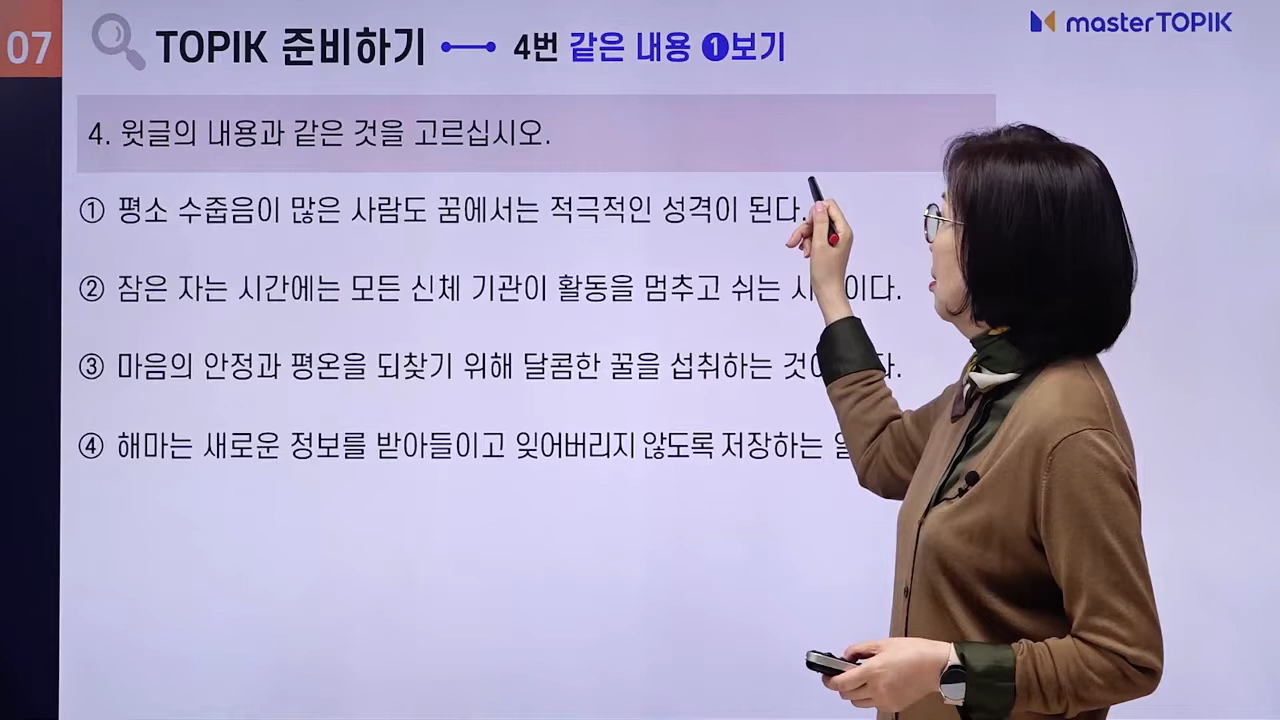 07
TOPIK 준비하기 4번 같은 내용 ❶보기
masterTOPIK
4. 윗글의 내용과 같은 것을 고르십시오.
① 평소 수줍음이 많은 사람도 꿈에서는 적극적인 성격이 된다.
② 잠은 자는 시간에는 모든 신체 기관이 활동을 멈추고 쉬는 이다.
③ 마음의 안정과 평온을 되찾기 위해 달콤한 꿀을 섭취하는
④ 해마는 새로운 정보를 받아들이고 잊어버리지 않도록 저장하는